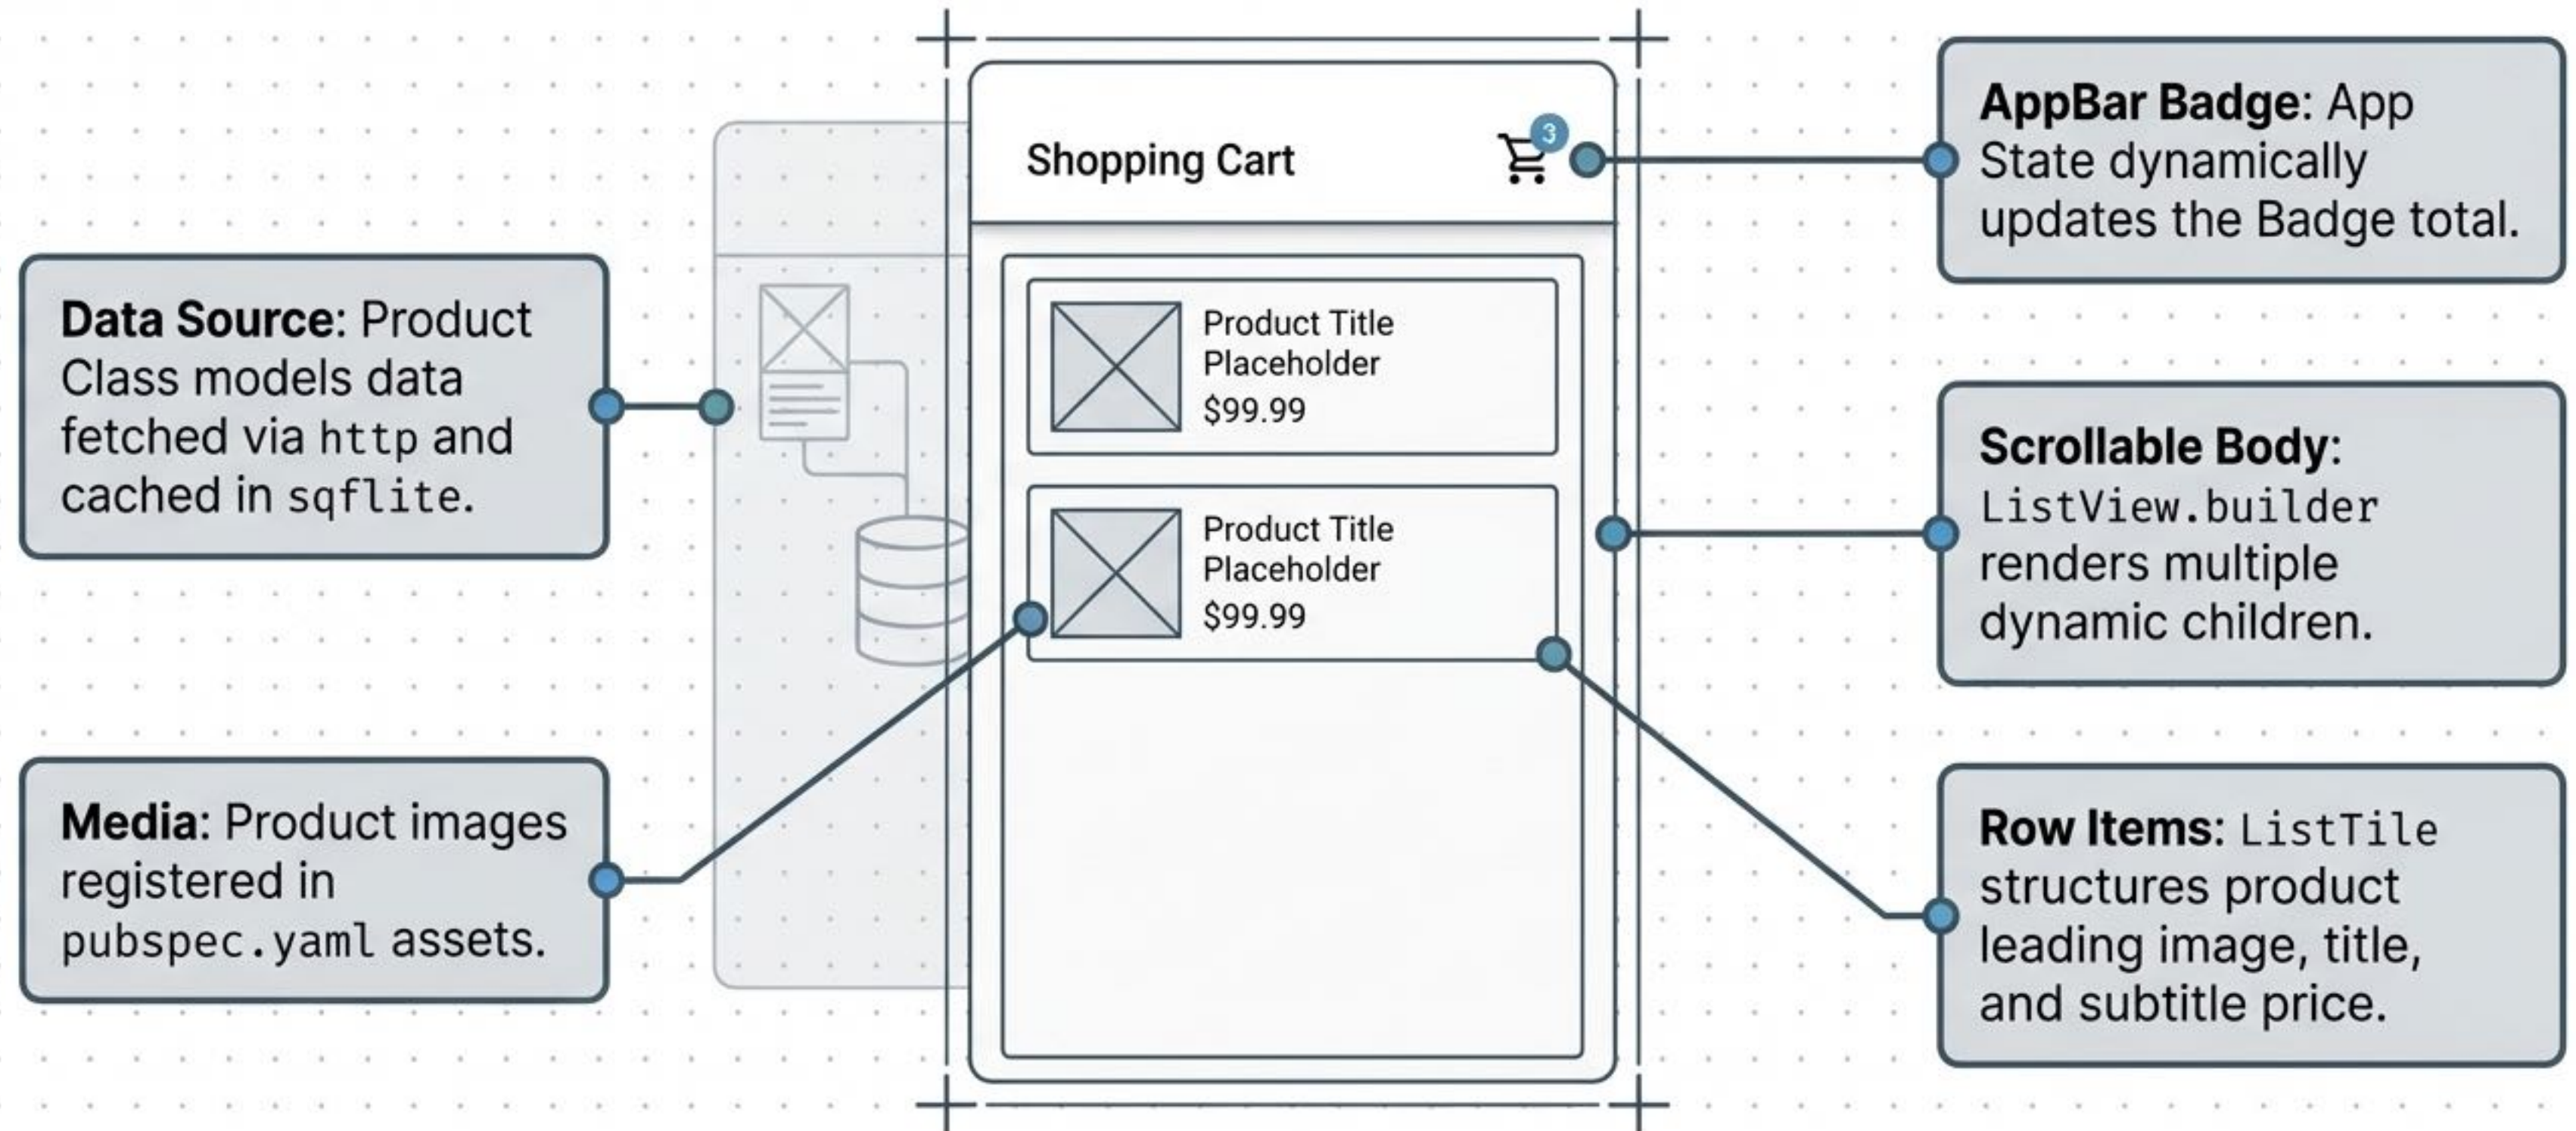 Shopping Cart
3
Product Title
Placeholder
$99.99
Product Title
Placeholder
$99.99
Data Source: Product
Class models data
fetched via http and
cached in sqflite.
Media: Product images
registered in
pubspec.yaml assets.
AppBar Badge: App
State dynamically
updates the Badge total.
Scrollable Body:
ListView.builder
renders multiple
dynamic children.
Row Items: ListTile
structures product
leading image, title,
and subtitle price.